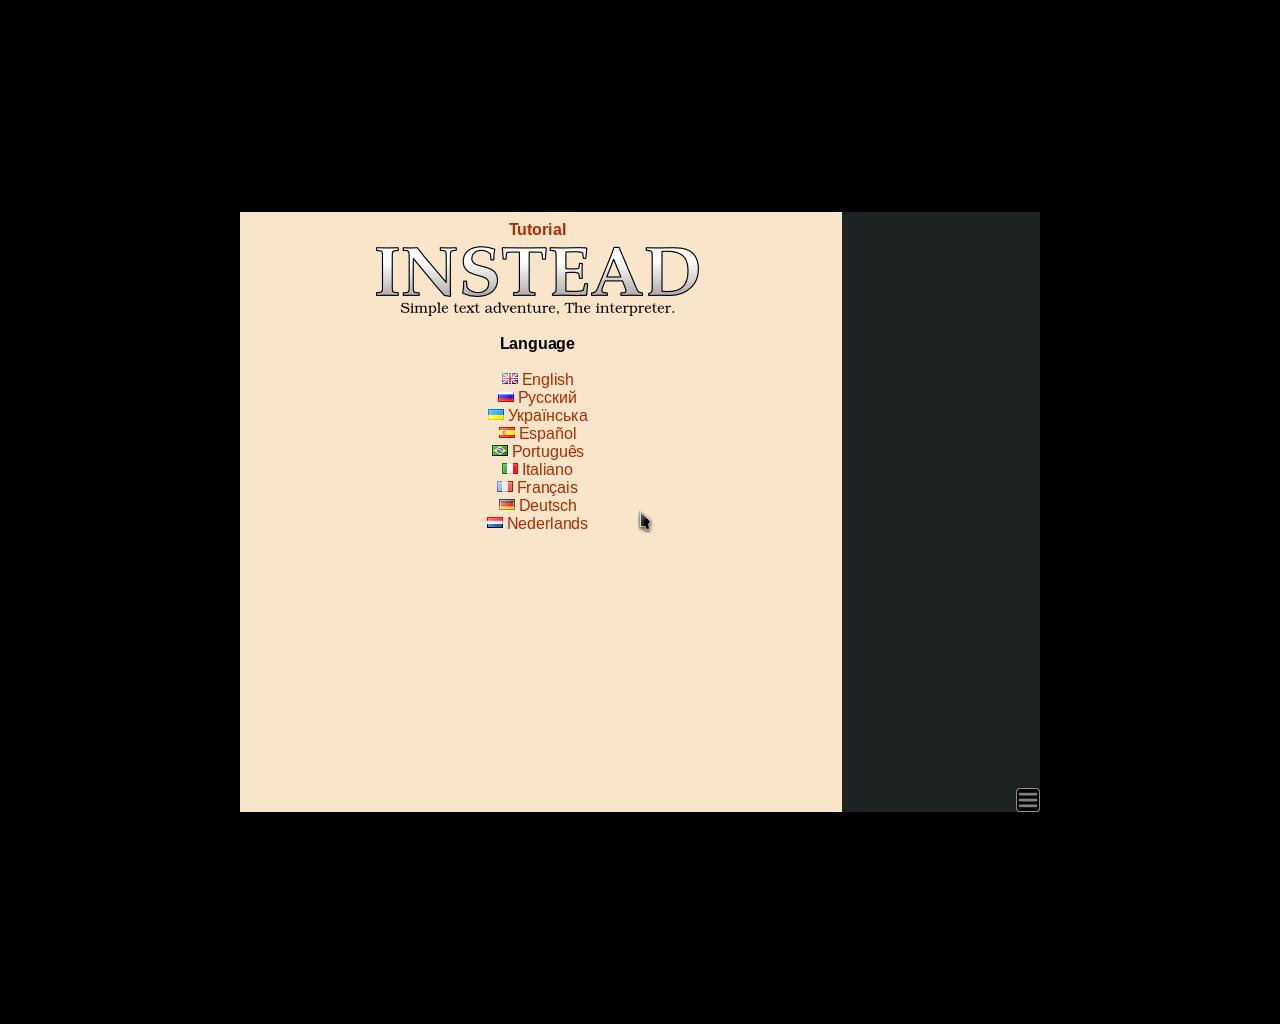 Tutorial
INSTEAD
Simple text adventure, The interpreter.
Language
English
Русский
Українська
Español
Português
Italiano
Français
Deutsch
Nederlands